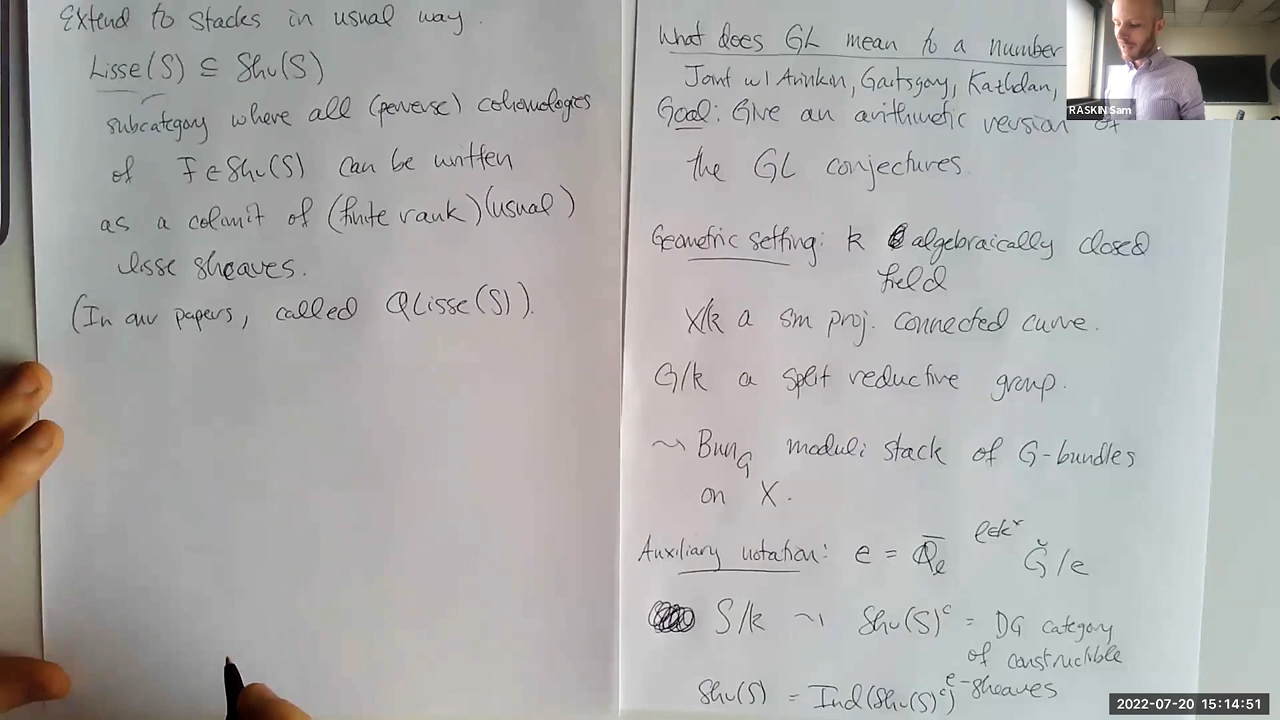 Extend to stacks in usual way.
Lisse(S) ⊆ Shv(S)
subcategory where all (perverse) cohomologies
of F ∈ Shv(S) can be written
as a colimit of (finite rank)(usual)
lisse sheaves.
(In our papers, called QLisse(S)).
What does GL mean to a number
Joint w/ Arinkin, Gaitsgory, Kazhdan,
Goal: Give an arithmetic version of
the GL conjectures.
Geometric setting: k algebraically closed
field
X/k a sm proj. connected curve.
G/k a split reductive group.
⇝ Bun_G moduli stack of G-bundles
on X.
Auxiliary notation: e = Q̅_ℓ ℓ∈k^× Ǧ/e
S/k ⇝ Shv(S)^c = DG category
of constructible
e-sheaves
Shv(S) = Ind(Shv(S)^c)
RASKIN Sam
2022-07-20 15:14:51